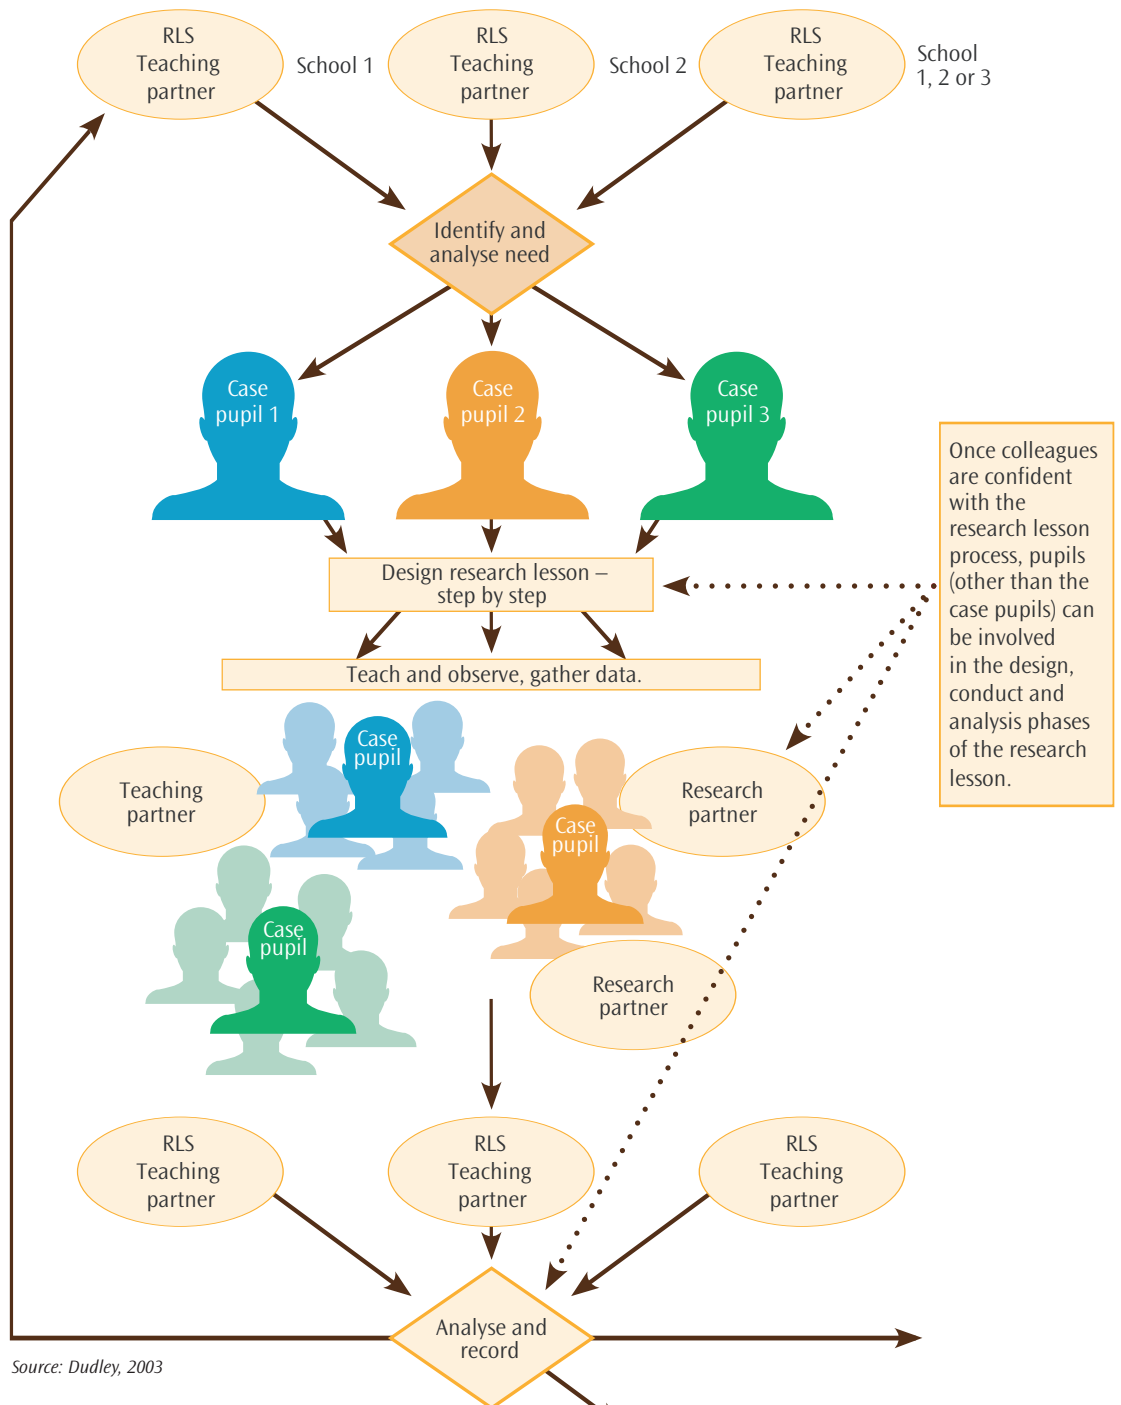 RLS
Teaching
partner
School 1
RLS
Teaching
partner
School 2
RLS
Teaching
partner
School
1, 2 or 3
Identify and
analyse need
Case
pupil 1
Case
pupil 2
Case
pupil 3
Once colleagues
are confident
with the
research lesson
process, pupils
(other than the
case pupils) can
be involved
in the design,
conduct and
analysis phases
of the research
lesson.
Design research lesson –
step by step
Teach and observe, gather data.
Case
pupil
Teaching
partner
Research
partner
Case
pupil
Case
pupil
Research
partner
RLS
Teaching
partner
RLS
Teaching
partner
RLS
Teaching
partner
Analyse and
record
Source: Dudley, 2003